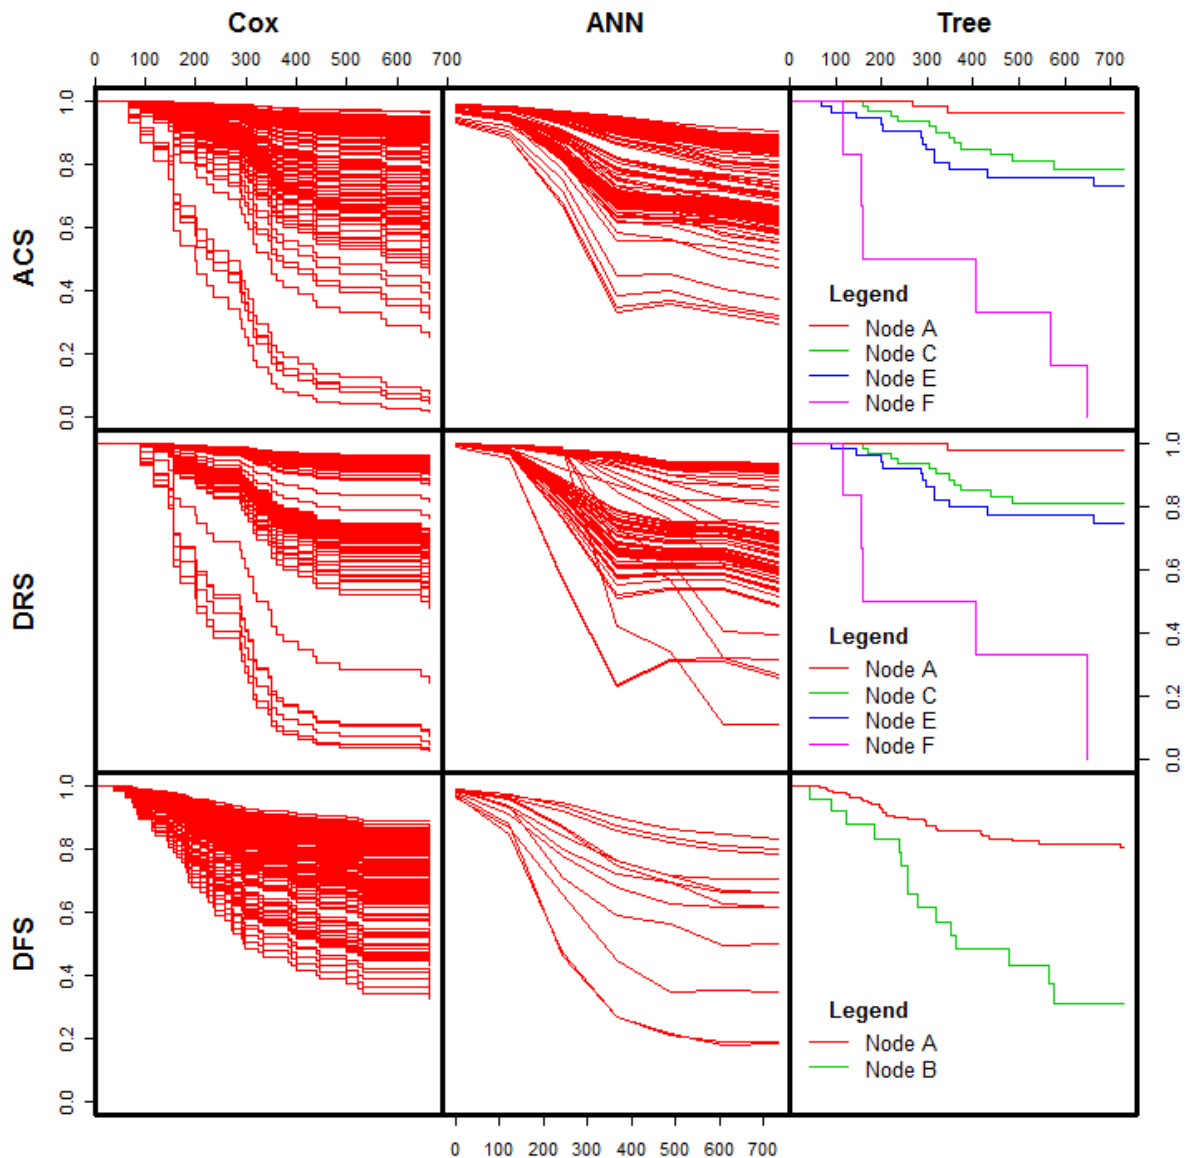 Cox ANN Tree
0 100 200 300 400 500 600 700 0 100 200 300 400 500 600 700
ACS
1.0
0.8
0.6
0.4
0.2
0.0
Legend
Node A
Node C
Node E
Node F
DRS
1.0
0.8
0.6
0.4
0.2
0.0
Legend
Node A
Node C
Node E
Node F
DFS
1.0
0.8
0.6
0.4
0.2
0.0
Legend
Node A
Node B
0 100 200 300 400 500 600 700